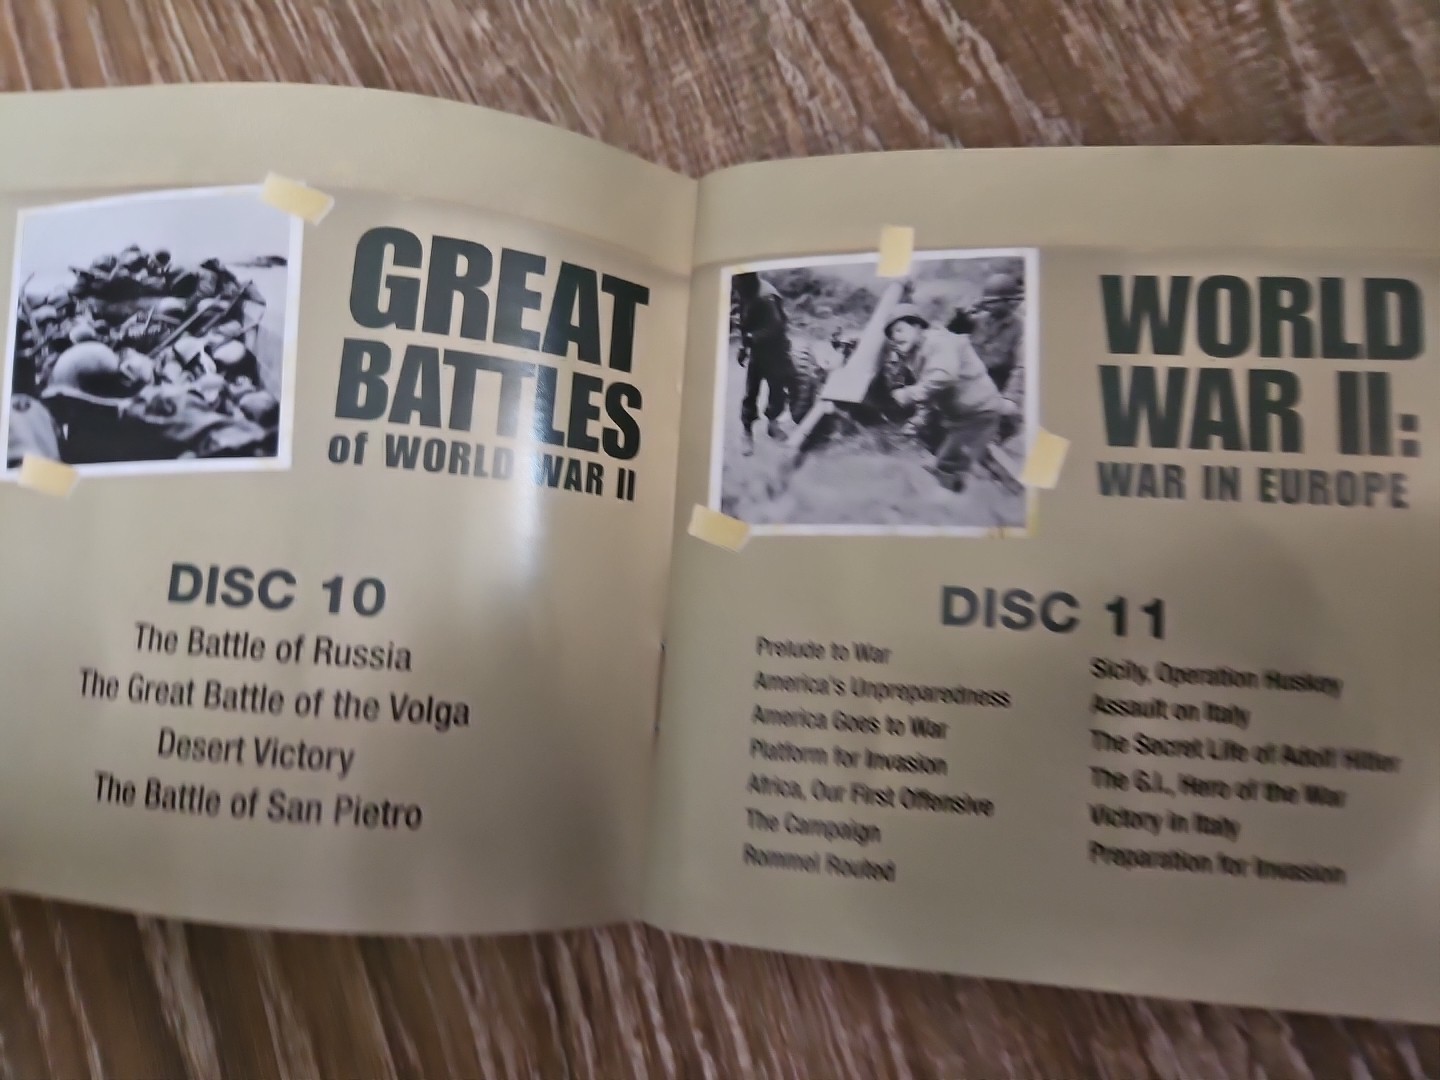 GREAT
BATTLES
of WORLD WAR II
DISC 10
The Battle of Russia
The Great Battle of the Volga
Desert Victory
The Battle of San Pietro
WORLD
WAR II:
WAR IN EUROPE
DISC 11
Prelude to War
America's Unpreparedness
America Goes to War
Platform for Invasion
Africa, Our First Offensive
The Campaign
Rommel Routed
Sicily, Operation Huskey
Assault on Italy
The Secret Life of Adolf Hitler
The G.I., Hero of the War
Victory in Italy
Preparation for Invasion